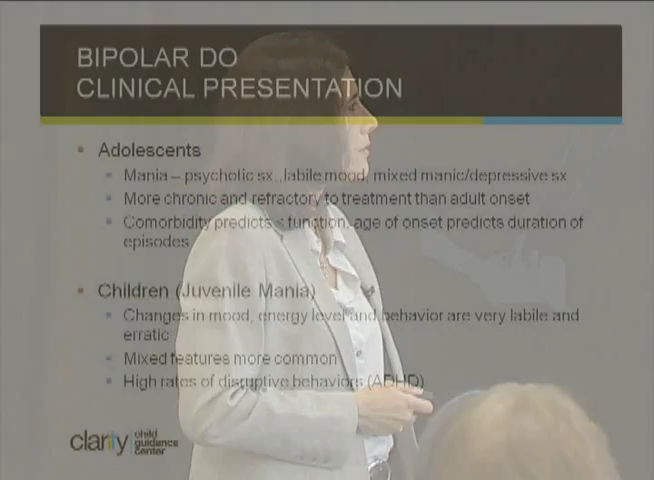 BIPOLAR DO
CLINICAL PRESENTATION
Adolescents
Mania – psychotic sx., labile mood, mixed manic/depressive sx
More chronic and refractory to treatment than adult onset
Comorbidity predicts < function, age of onset predicts duration of
episodes
Children (Juvenile Mania)
Changes in mood, energy level and behavior are very labile and
erratic
Mixed features more common
High rates of disruptive behaviors (ADHD)
clarity child
guidance
center